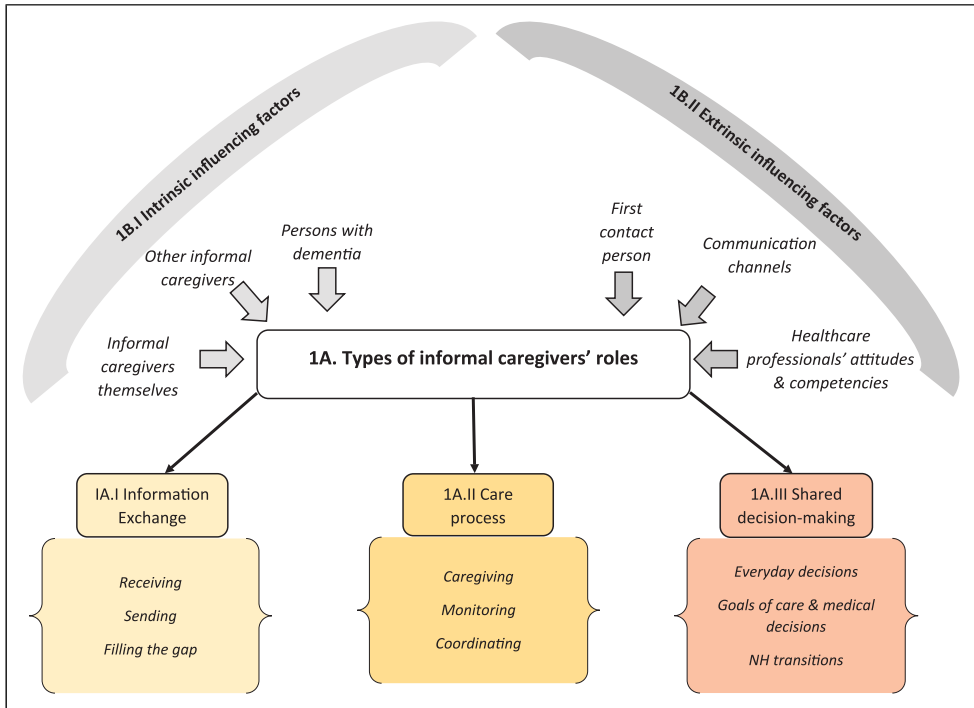 1B.I Intrinsic influencing factors
1B.II Extrinsic influencing factors
Persons with
dementia
Other informal
caregivers
Informal
caregivers
themselves
First
contact
person
Communication
channels
Healthcare
professionals' attitudes
& competencies
1A. Types of informal caregivers' roles
IA.I Information
Exchange
Receiving
Sending
Filling the gap
1A.II Care
process
Caregiving
Monitoring
Coordinating
1A.III Shared
decision-making
Everyday decisions
Goals of care & medical
decisions
NH transitions